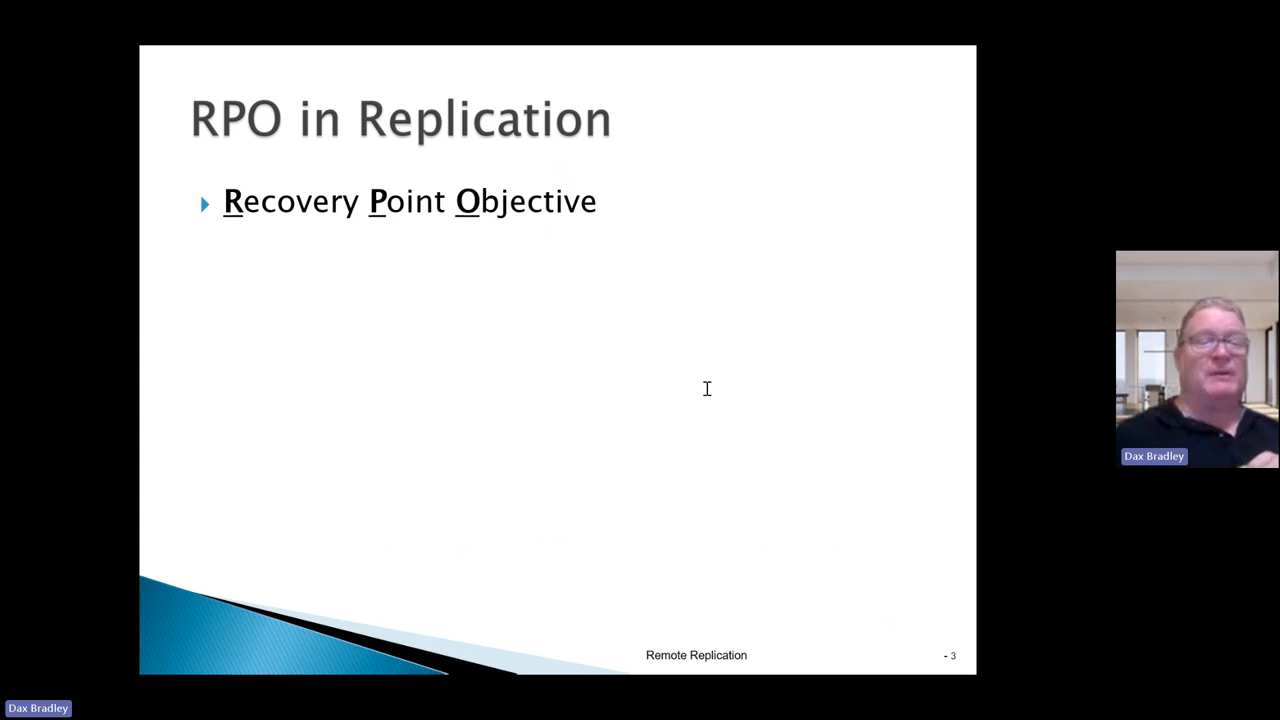 RPO in Replication
Recovery Point Objective
Dax Bradley
Remote Replication
- 3
Dax Bradley